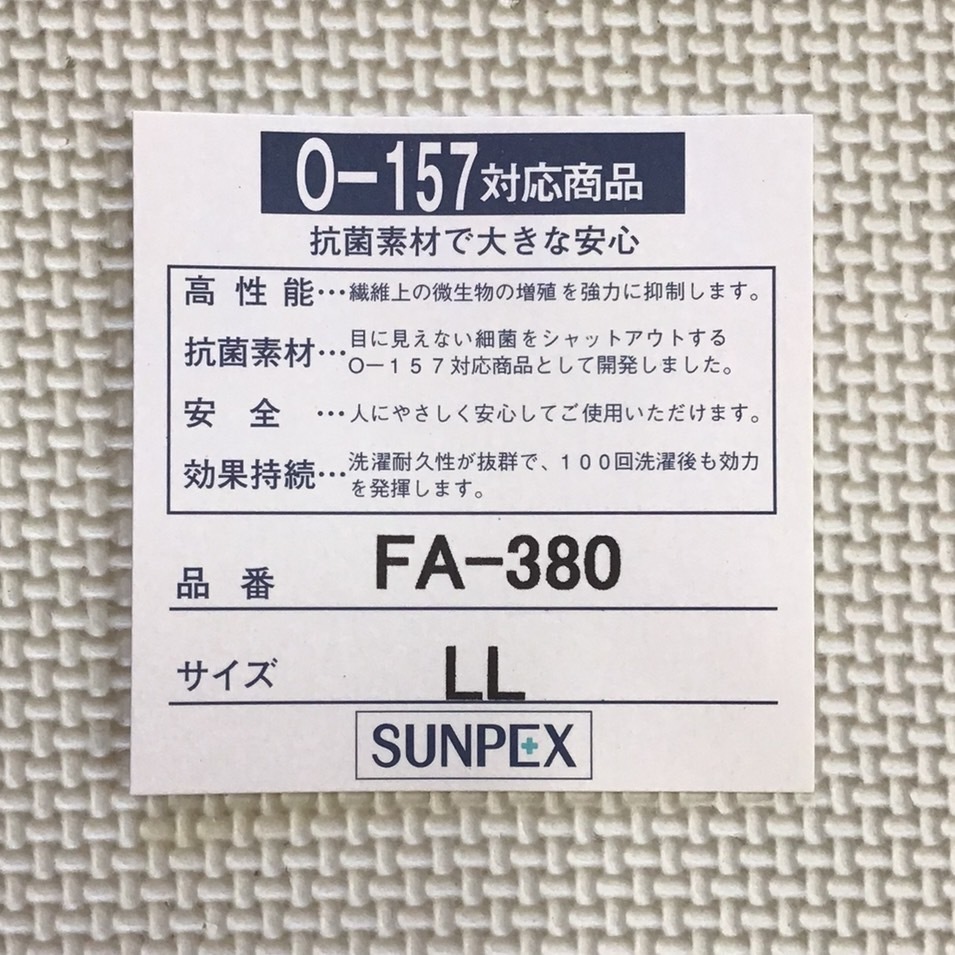 O-157対応商品
抗菌素材で大きな安心
高 性 能…繊維上の微生物の増殖を強力に抑制します。
抗菌素材…目に見えない細菌をシャットアウトする
O-157対応商品として開発しました。
安 全 …人にやさしく安心してご使用いただけます。
効果持続…洗濯耐久性が抜群で、100回洗濯後も効力
を発揮します。
品 番 FA-380
サイズ LL
SUNPEX